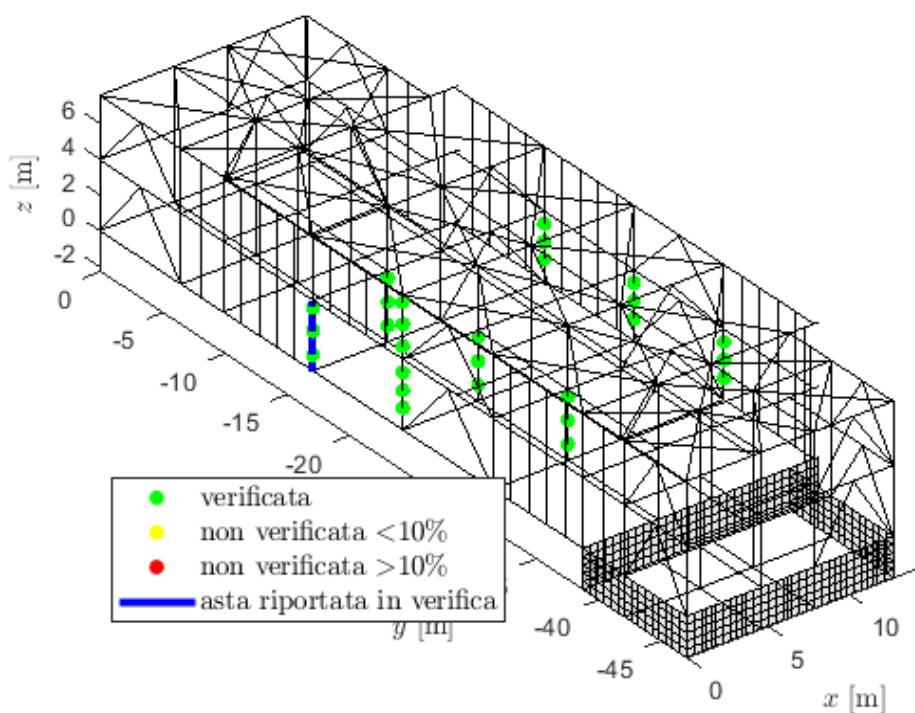 6
4
2
0
-2
z [m]
0
-5
-10
-15
-20
-40
-45
y [m]
0
5
10
x [m]
verificata
non verificata <10%
non verificata >10%
asta riportata in verifica